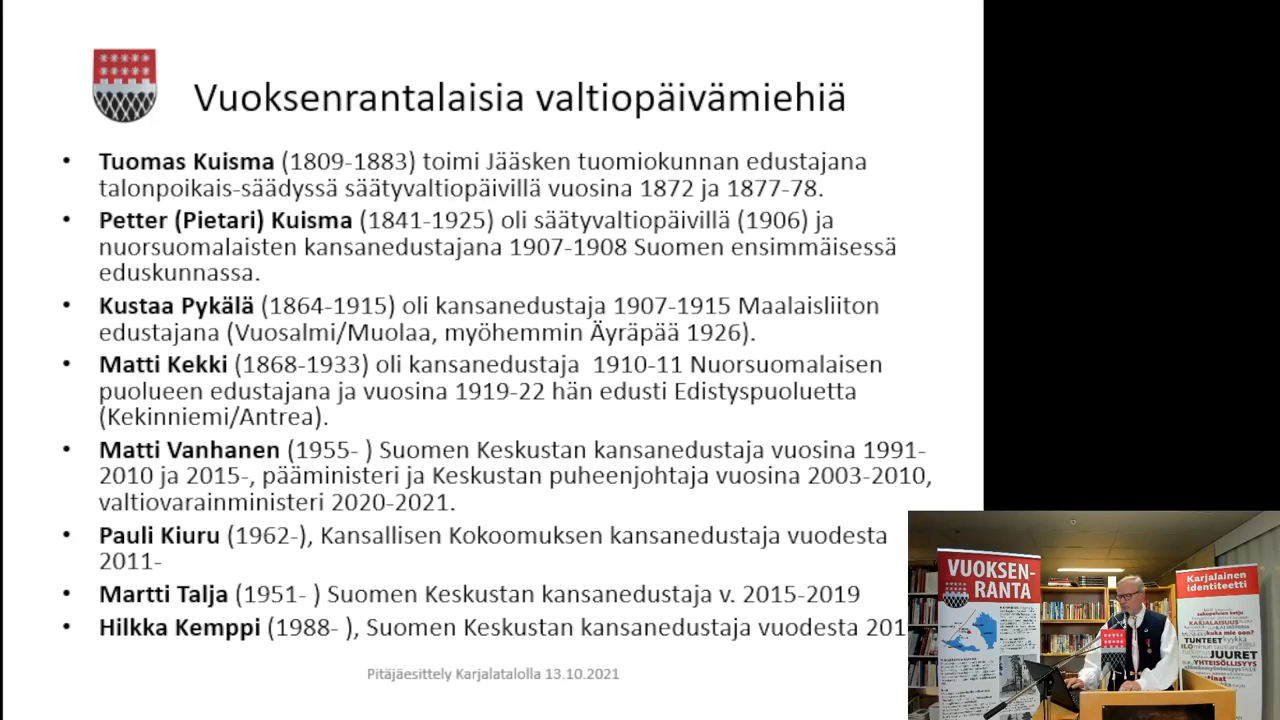 Vuoksenrantalaisia valtiopäivämiehiä
• Tuomas Kuisma (1809-1883) toimi Jääsken tuomiokunnan edustajana
talonpoikais-säädyssä säätyvaltiopäivillä vuosina 1872 ja 1877-78.
• Petter (Pietari) Kuisma (1841-1925) oli säätyvaltiopäivillä (1906) ja
nuorsuomalaisten kansanedustajana 1907-1908 Suomen ensimmäisessä
eduskunnassa.
• Kustaa Pykälä (1864-1915) oli kansanedustaja 1907-1915 Maalaisliiton
edustajana (Vuosalmi/Muolaa, myöhemmin Äyräpää 1926).
• Matti Kekki (1868-1933) oli kansanedustaja 1910-11 Nuorsuomalaisen
puolueen edustajana ja vuosina 1919-22 hän edusti Edistyspuoluetta
(Kekinniemi/Antrea).
• Matti Vanhanen (1955- ) Suomen Keskustan kansanedustaja vuosina 1991-
2010 ja 2015-, pääministeri ja Keskustan puheenjohtaja vuosina 2003-2010,
valtiovarainministeri 2020-2021.
• Pauli Kiuru (1962-), Kansallisen Kokoomuksen kansanedustaja vuodesta
2011-
• Martti Talja (1951- ) Suomen Keskustan kansanedustaja v. 2015-2019
• Hilkka Kemppi (1988- ), Suomen Keskustan kansanedustaja vuodesta 201
Pitäjäesittely Karjalatalolla 13.10.2021
VUOKSEN-
RANTA
Karjalainen
identiteetti
sukupolvien ketju
KARJALAISUUS
kuka mie oon?
TUNTEET kyykkä
JUURET
YHTEISÖLLISYYS